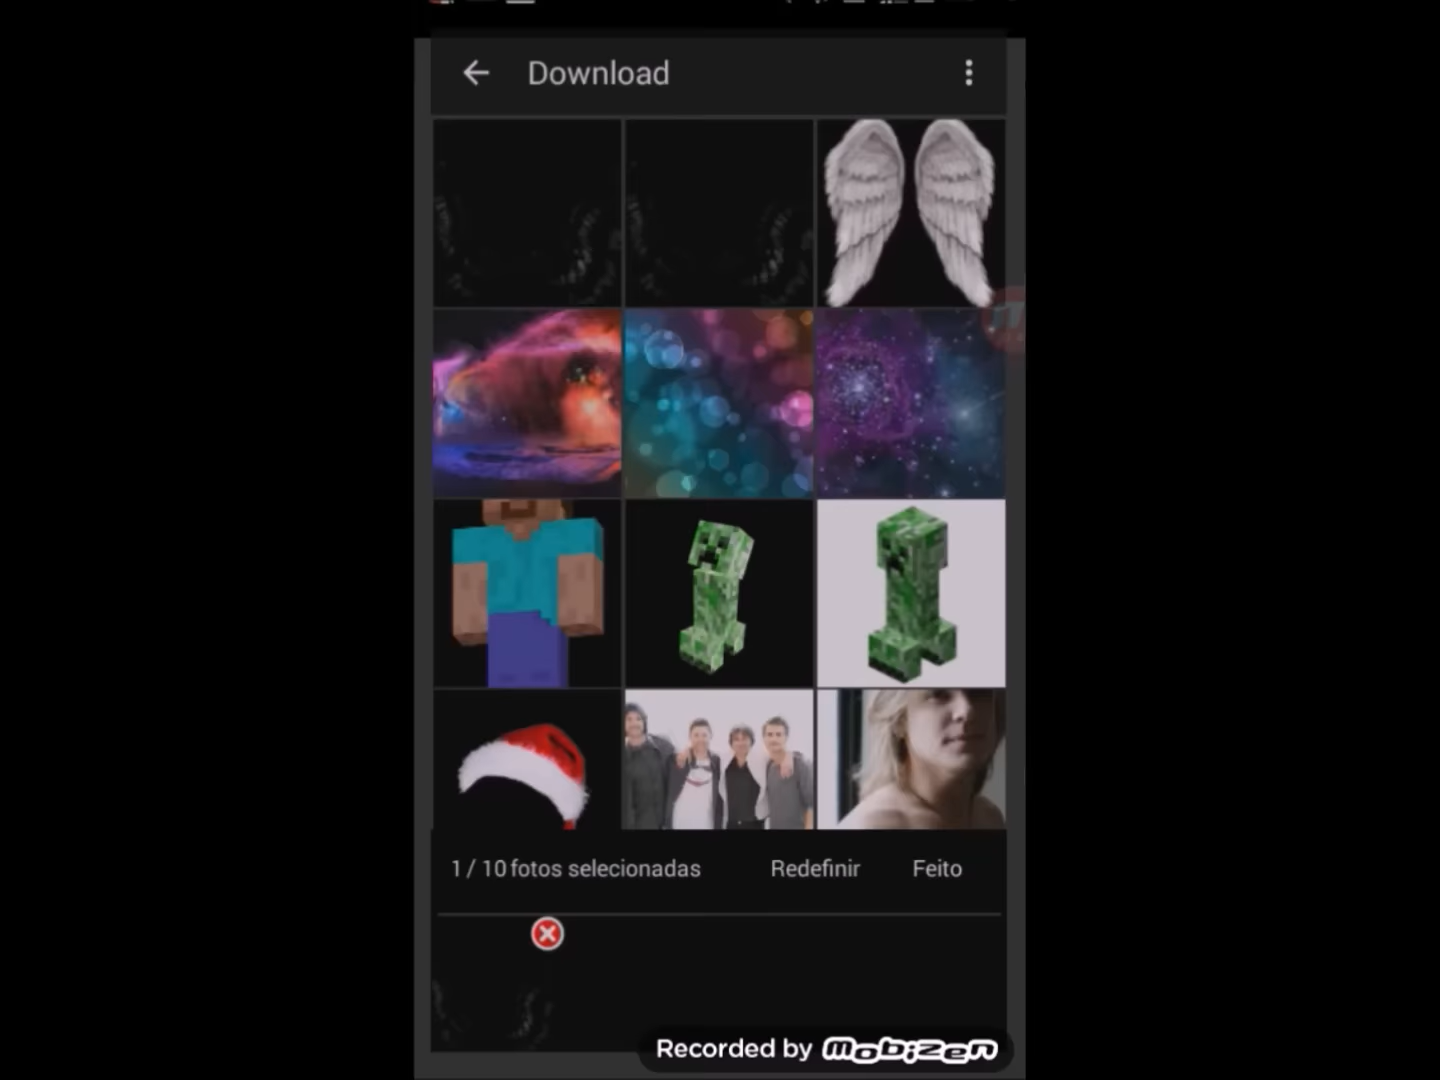 Download
1 / 10 fotos selecionadas
Redefinir
Feito
Recorded by Mobizen